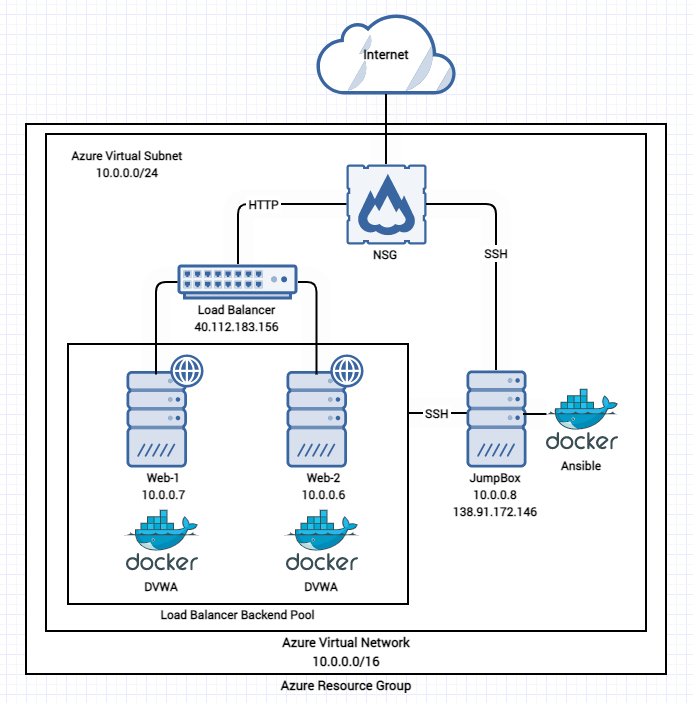 Internet
Azure Virtual Subnet
10.0.0.0/24
HTTP
NSG
SSH
Load Balancer
40.112.183.156
SSH
Web-1
10.0.0.7
Web-2
10.0.0.6
JumpBox
10.0.0.8
138.91.172.146
docker
Ansible
docker
DVWA
docker
DVWA
Load Balancer Backend Pool
Azure Virtual Network
10.0.0.0/16
Azure Resource Group